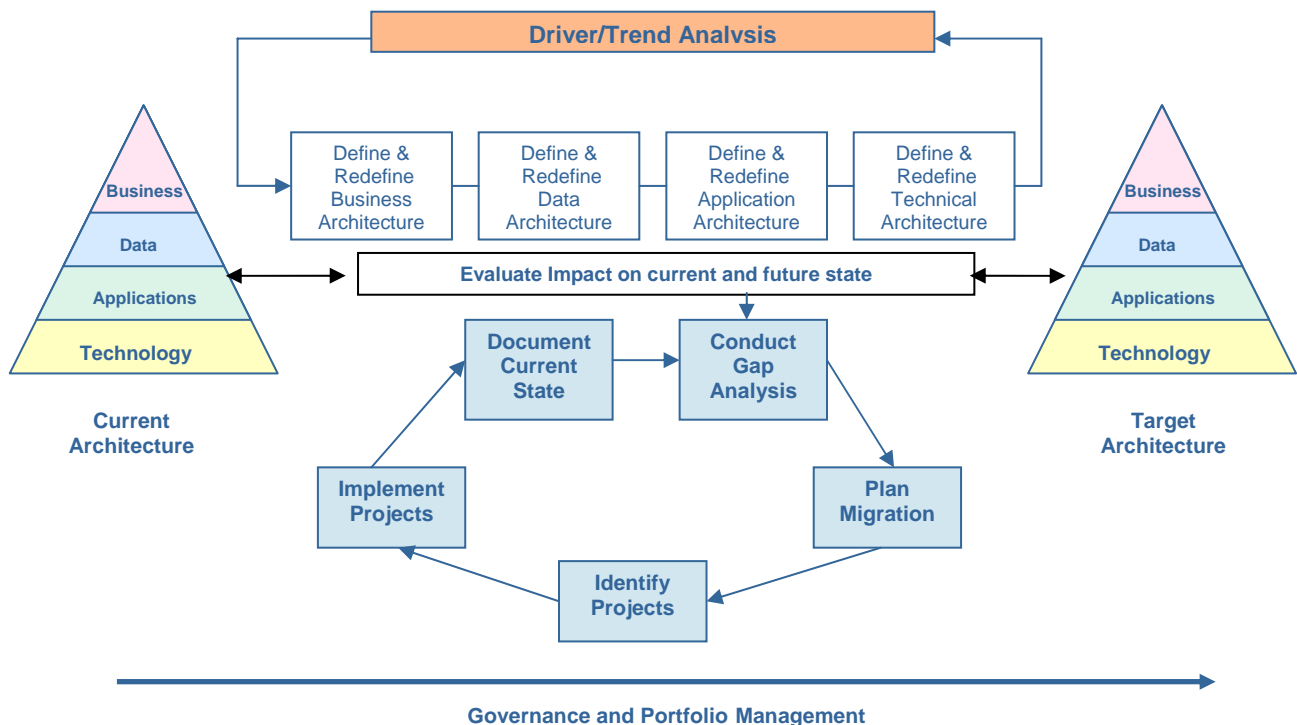 Driver/Trend Analysis
Define &
Redefine
Business
Architecture
Define &
Redefine
Data
Architecture
Define &
Redefine
Application
Architecture
Define &
Redefine
Technical
Architecture
Business
Data
Applications
Technology
Current
Architecture
Evaluate Impact on current and future state
Business
Data
Applications
Technology
Target
Architecture
Document
Current
State
Conduct
Gap
Analysis
Implement
Projects
Plan
Migration
Identify
Projects
Governance and Portfolio Management